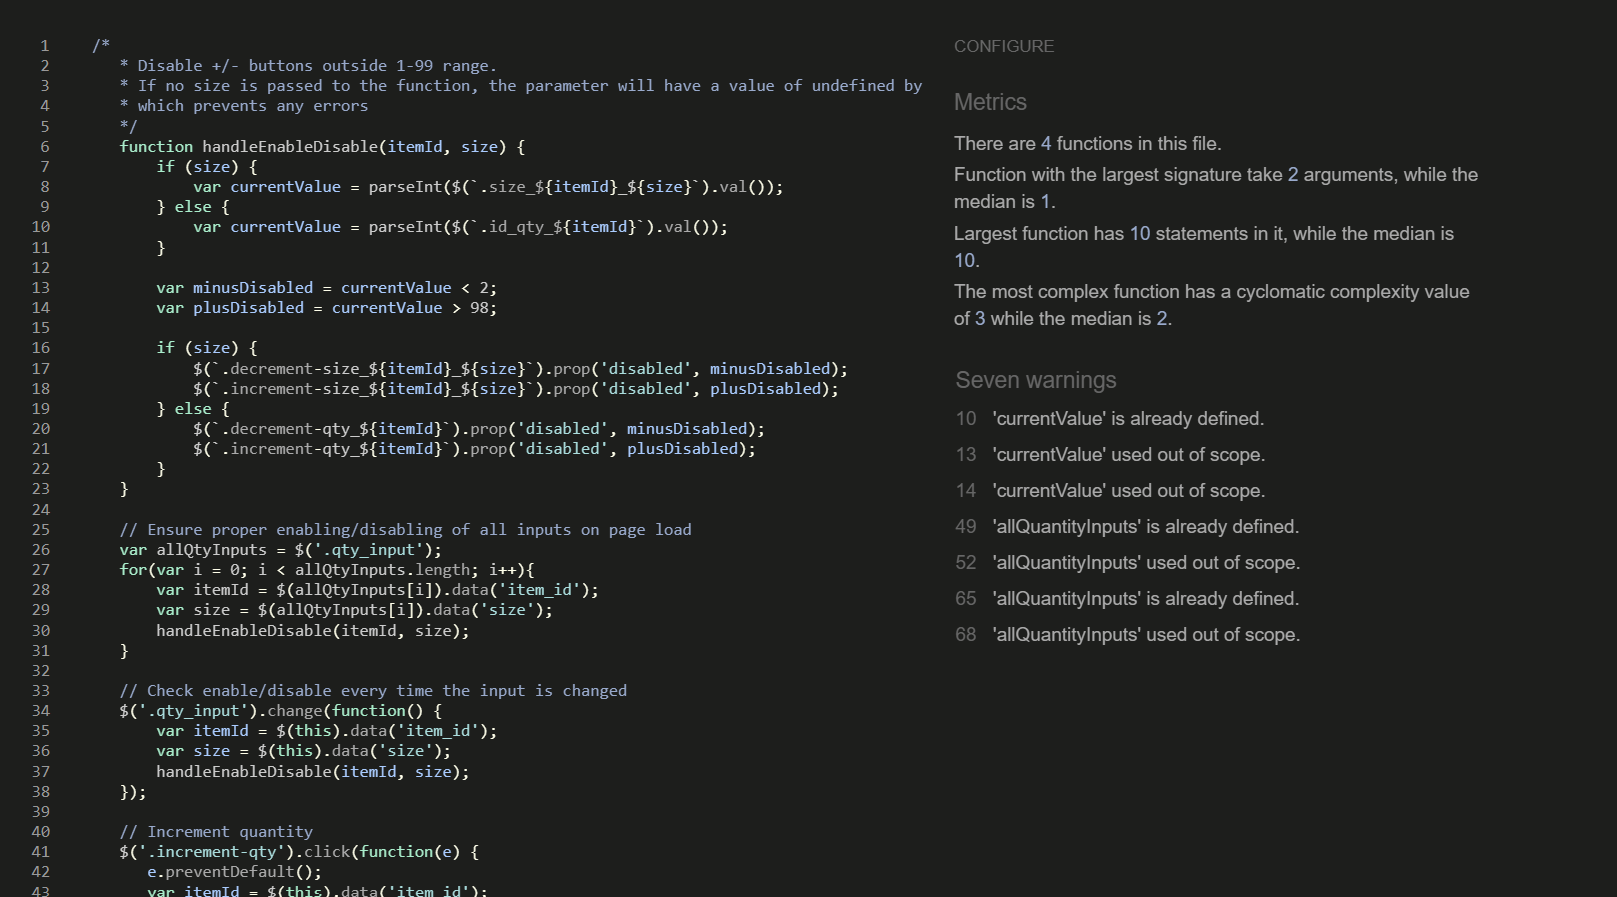 1 /*
2 * Disable +/- buttons outside 1-99 range.
3 * If no size is passed to the function, the parameter will have a value of undefined by
4 * which prevents any errors
5 */
6 function handleEnableDisable(itemId, size) {
7 if (size) {
8 var currentValue = parseInt($(`.size_${itemId}_${size}`).val());
9 } else {
10 var currentValue = parseInt($(`.id_qty_${itemId}`).val());
11 }
12
13 var minusDisabled = currentValue < 2;
14 var plusDisabled = currentValue > 98;
15
16 if (size) {
17 $(`.decrement-size_${itemId}_${size}`).prop('disabled', minusDisabled);
18 $(`.increment-size_${itemId}_${size}`).prop('disabled', plusDisabled);
19 } else {
20 $(`.decrement-qty_${itemId}`).prop('disabled', minusDisabled);
21 $(`.increment-qty_${itemId}`).prop('disabled', plusDisabled);
22 }
23 }
24
25 // Ensure proper enabling/disabling of all inputs on page load
26 var allQtyInputs = $('.qty_input');
27 for(var i = 0; i < allQtyInputs.length; i++){
28 var itemId = $(allQtyInputs[i]).data('item_id');
29 var size = $(allQtyInputs[i]).data('size');
30 handleEnableDisable(itemId, size);
31 }
32
33 // Check enable/disable every time the input is changed
34 $('.qty_input').change(function() {
35 var itemId = $(this).data('item_id');
36 var size = $(this).data('size');
37 handleEnableDisable(itemId, size);
38 });
39
40 // Increment quantity
41 $('.increment-qty').click(function(e) {
42 e.preventDefault();
43 var itemId = $(this).data('item_id');
CONFIGURE
Metrics
There are 4 functions in this file.
Function with the largest signature take 2 arguments, while the
median is 1.
Largest function has 10 statements in it, while the median is
10.
The most complex function has a cyclomatic complexity value
of 3 while the median is 2.
Seven warnings
10 'currentValue' is already defined.
13 'currentValue' used out of scope.
14 'currentValue' used out of scope.
49 'allQuantityInputs' is already defined.
52 'allQuantityInputs' used out of scope.
65 'allQuantityInputs' is already defined.
68 'allQuantityInputs' used out of scope.